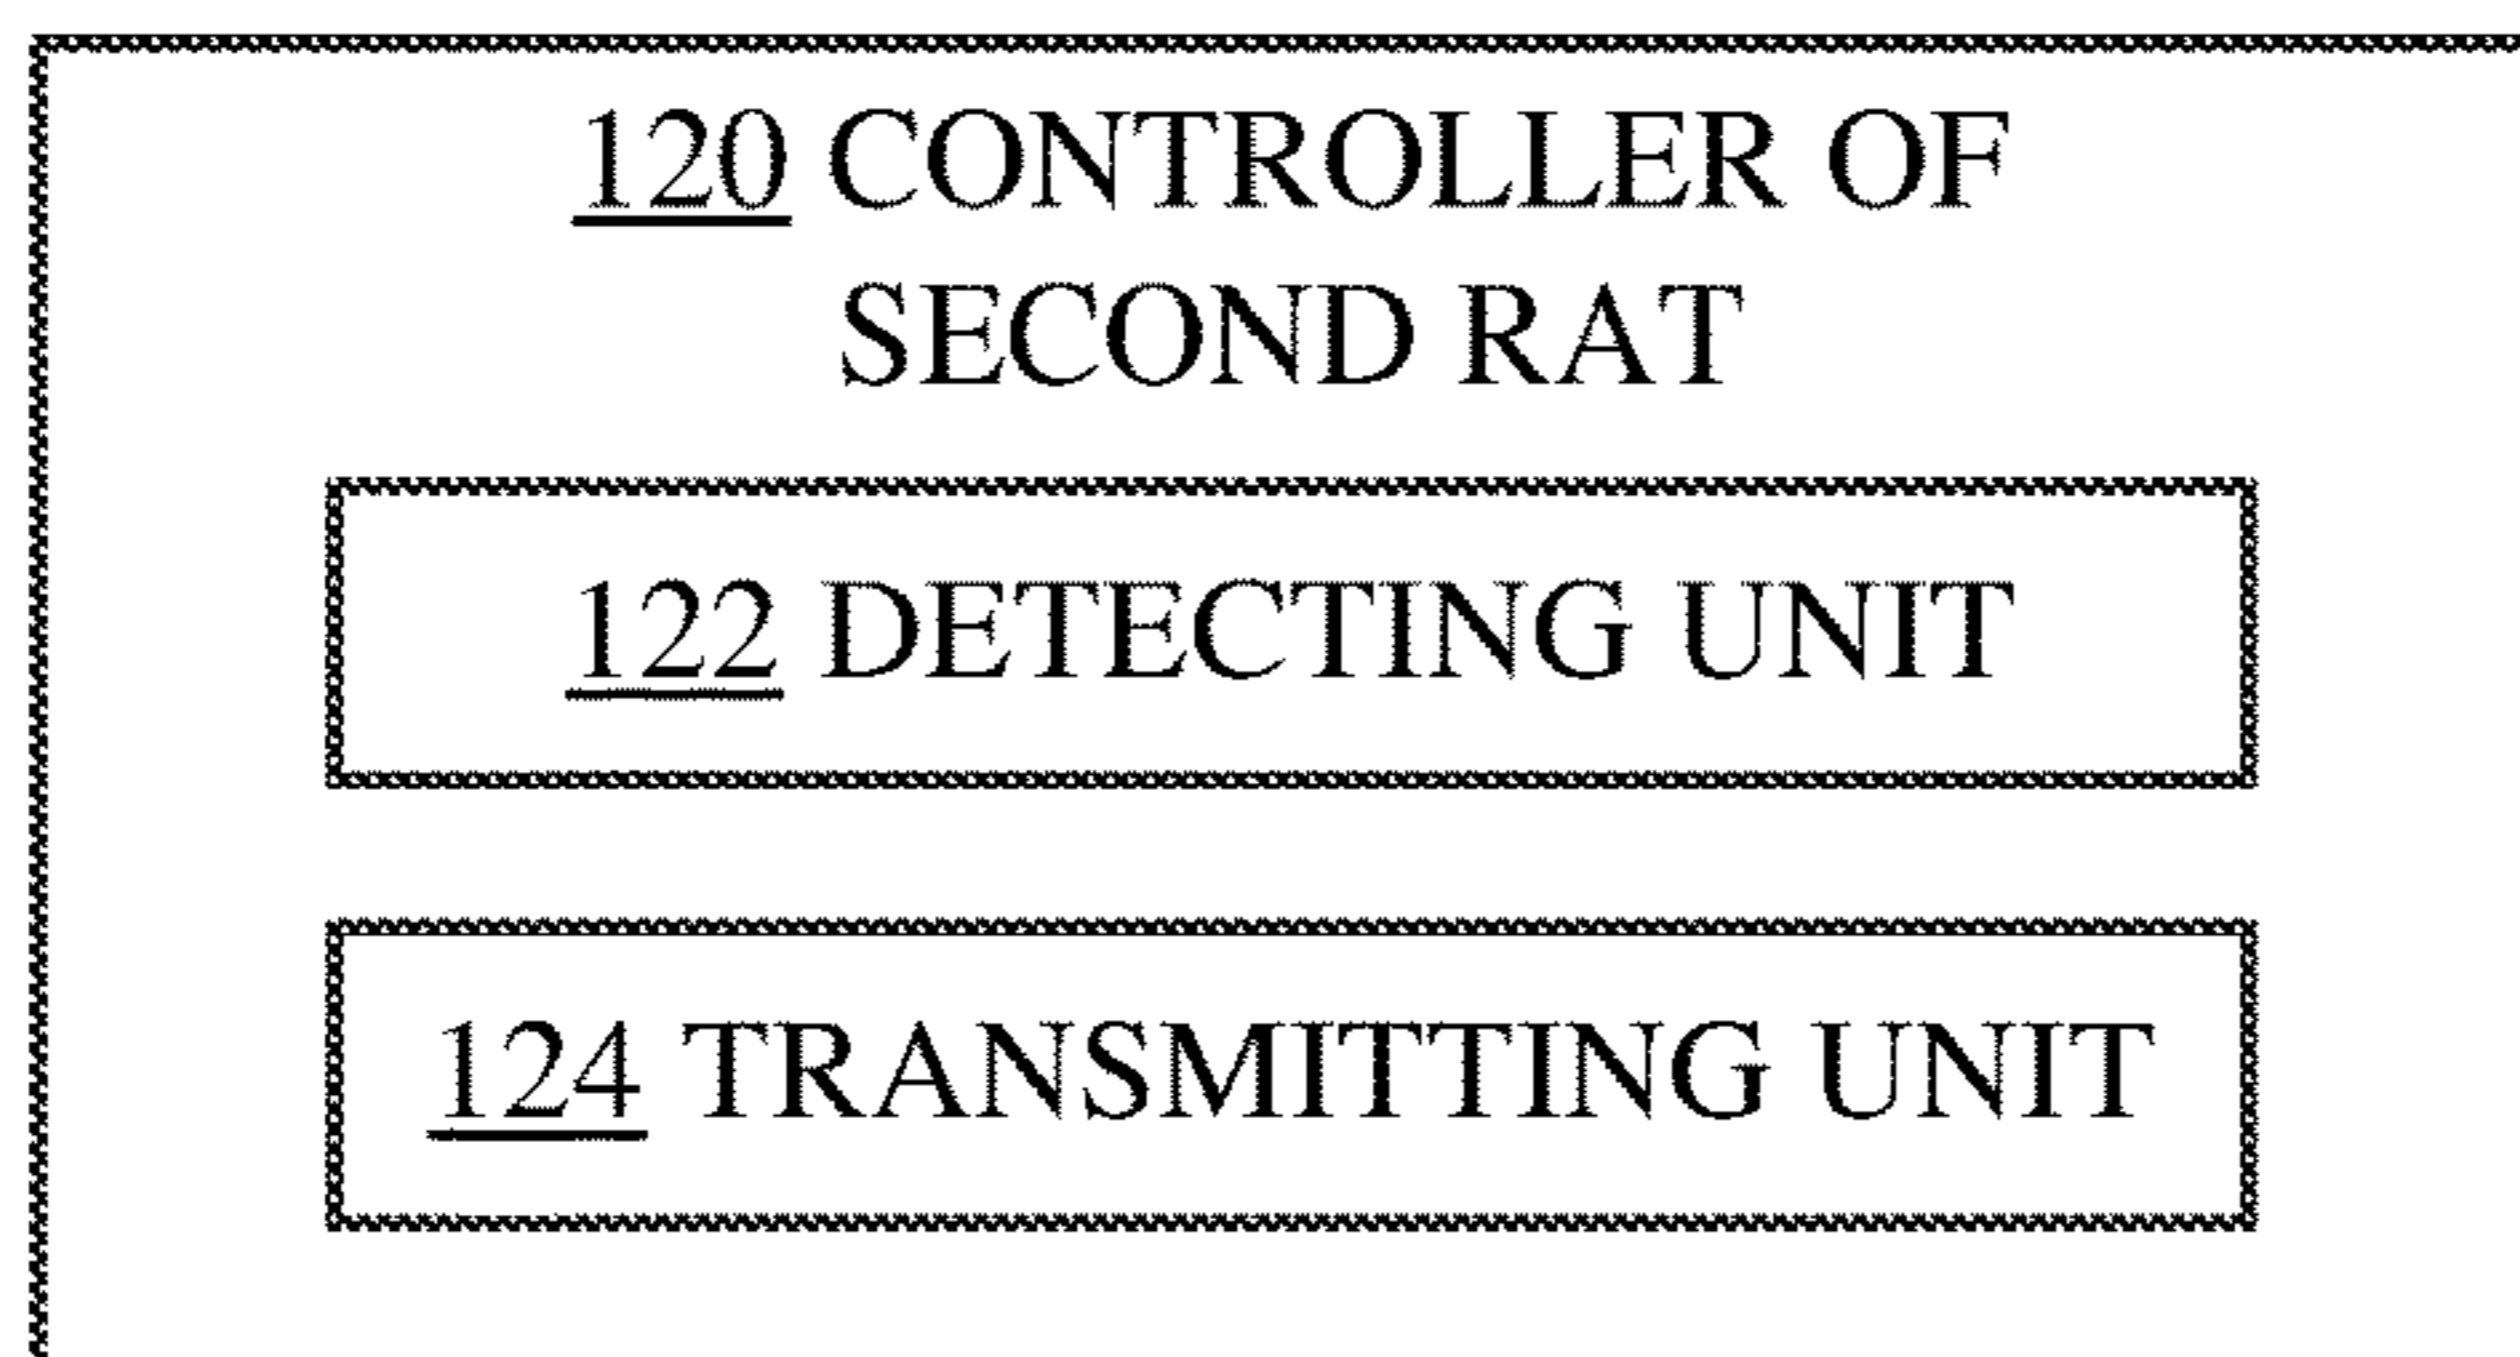 120 CONTROLLER OF
SECOND RAT
122 DETECTING UNIT
124 TRANSMITTING UNIT